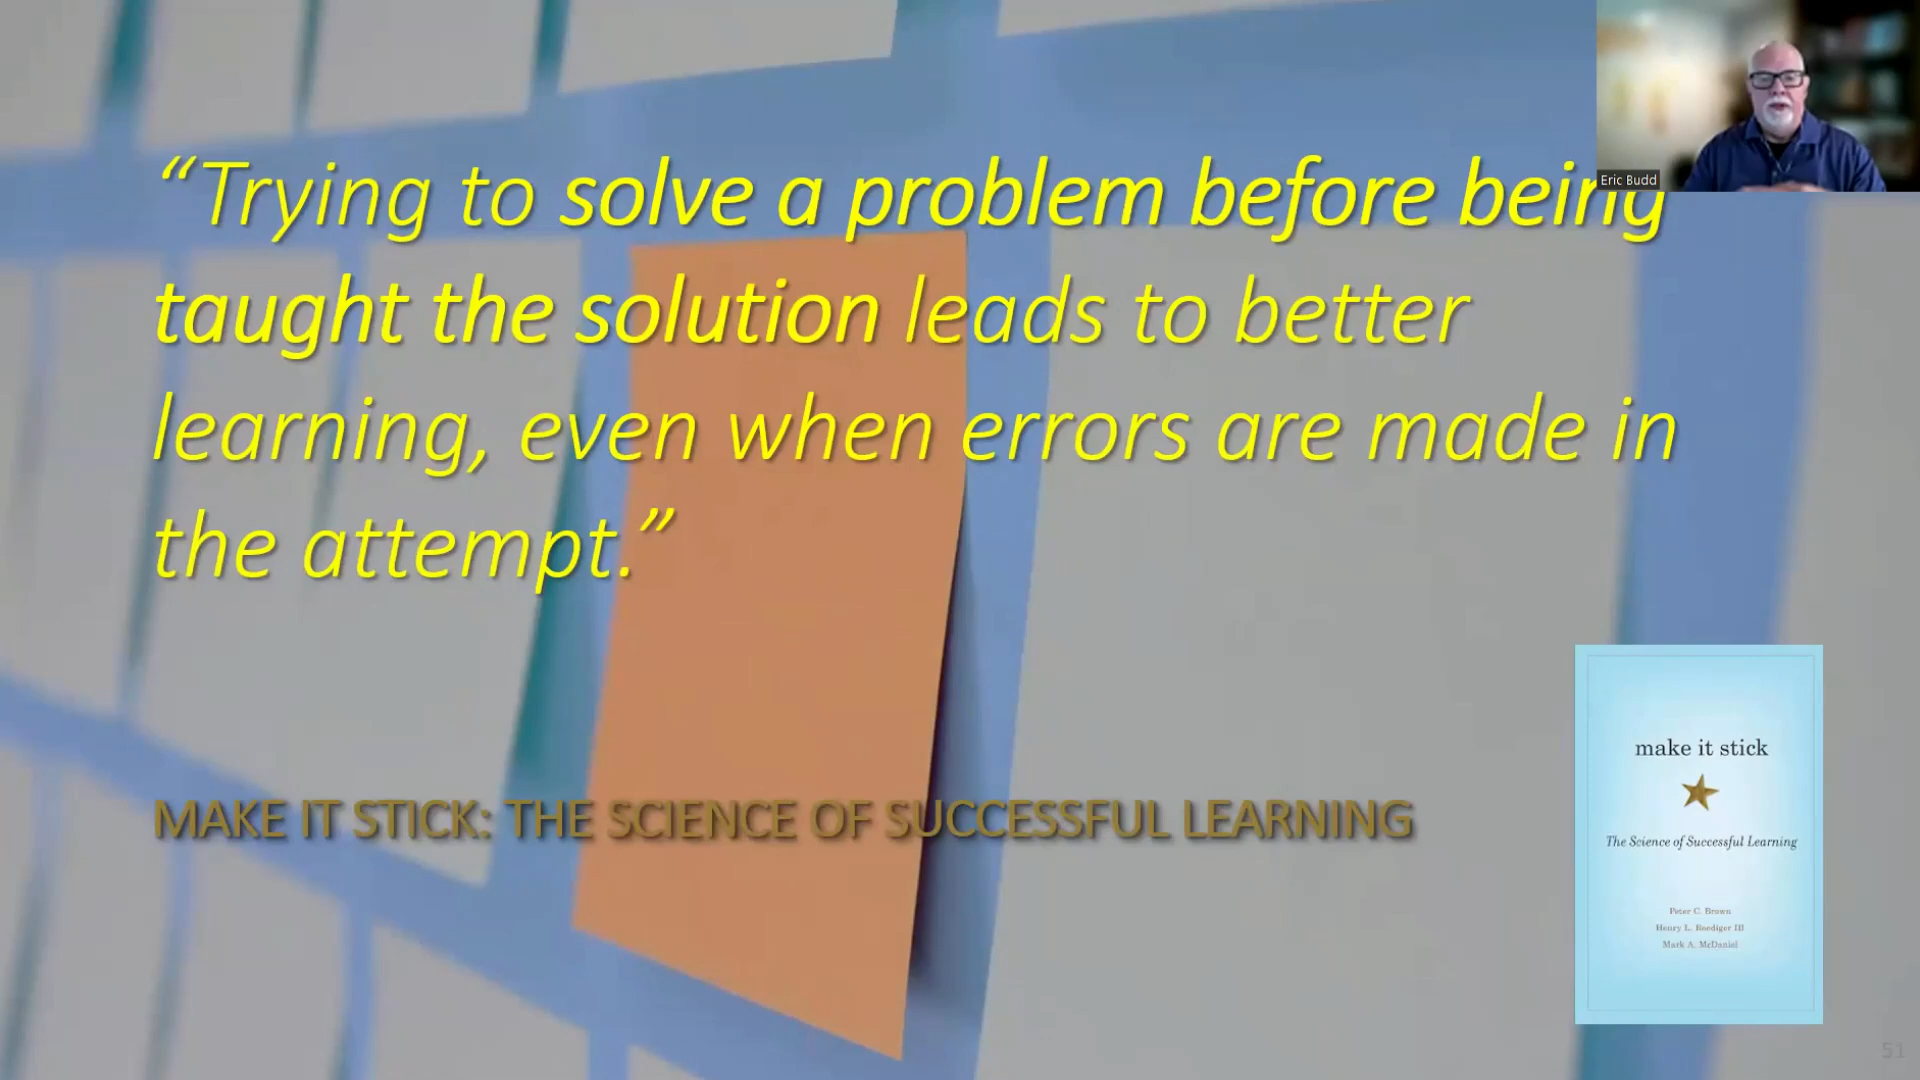 “Trying to solve a problem before being
Eric Budd
taught the solution leads to better
learning, even when errors are made in
the attempt.”
make it stick
MAKE IT STICK: THE SCIENCE OF SUCCESSFUL LEARNING
The Science of Successful Learning
Peter C. Brown
Henry L. Roediger III
Mark A. McDaniel
51